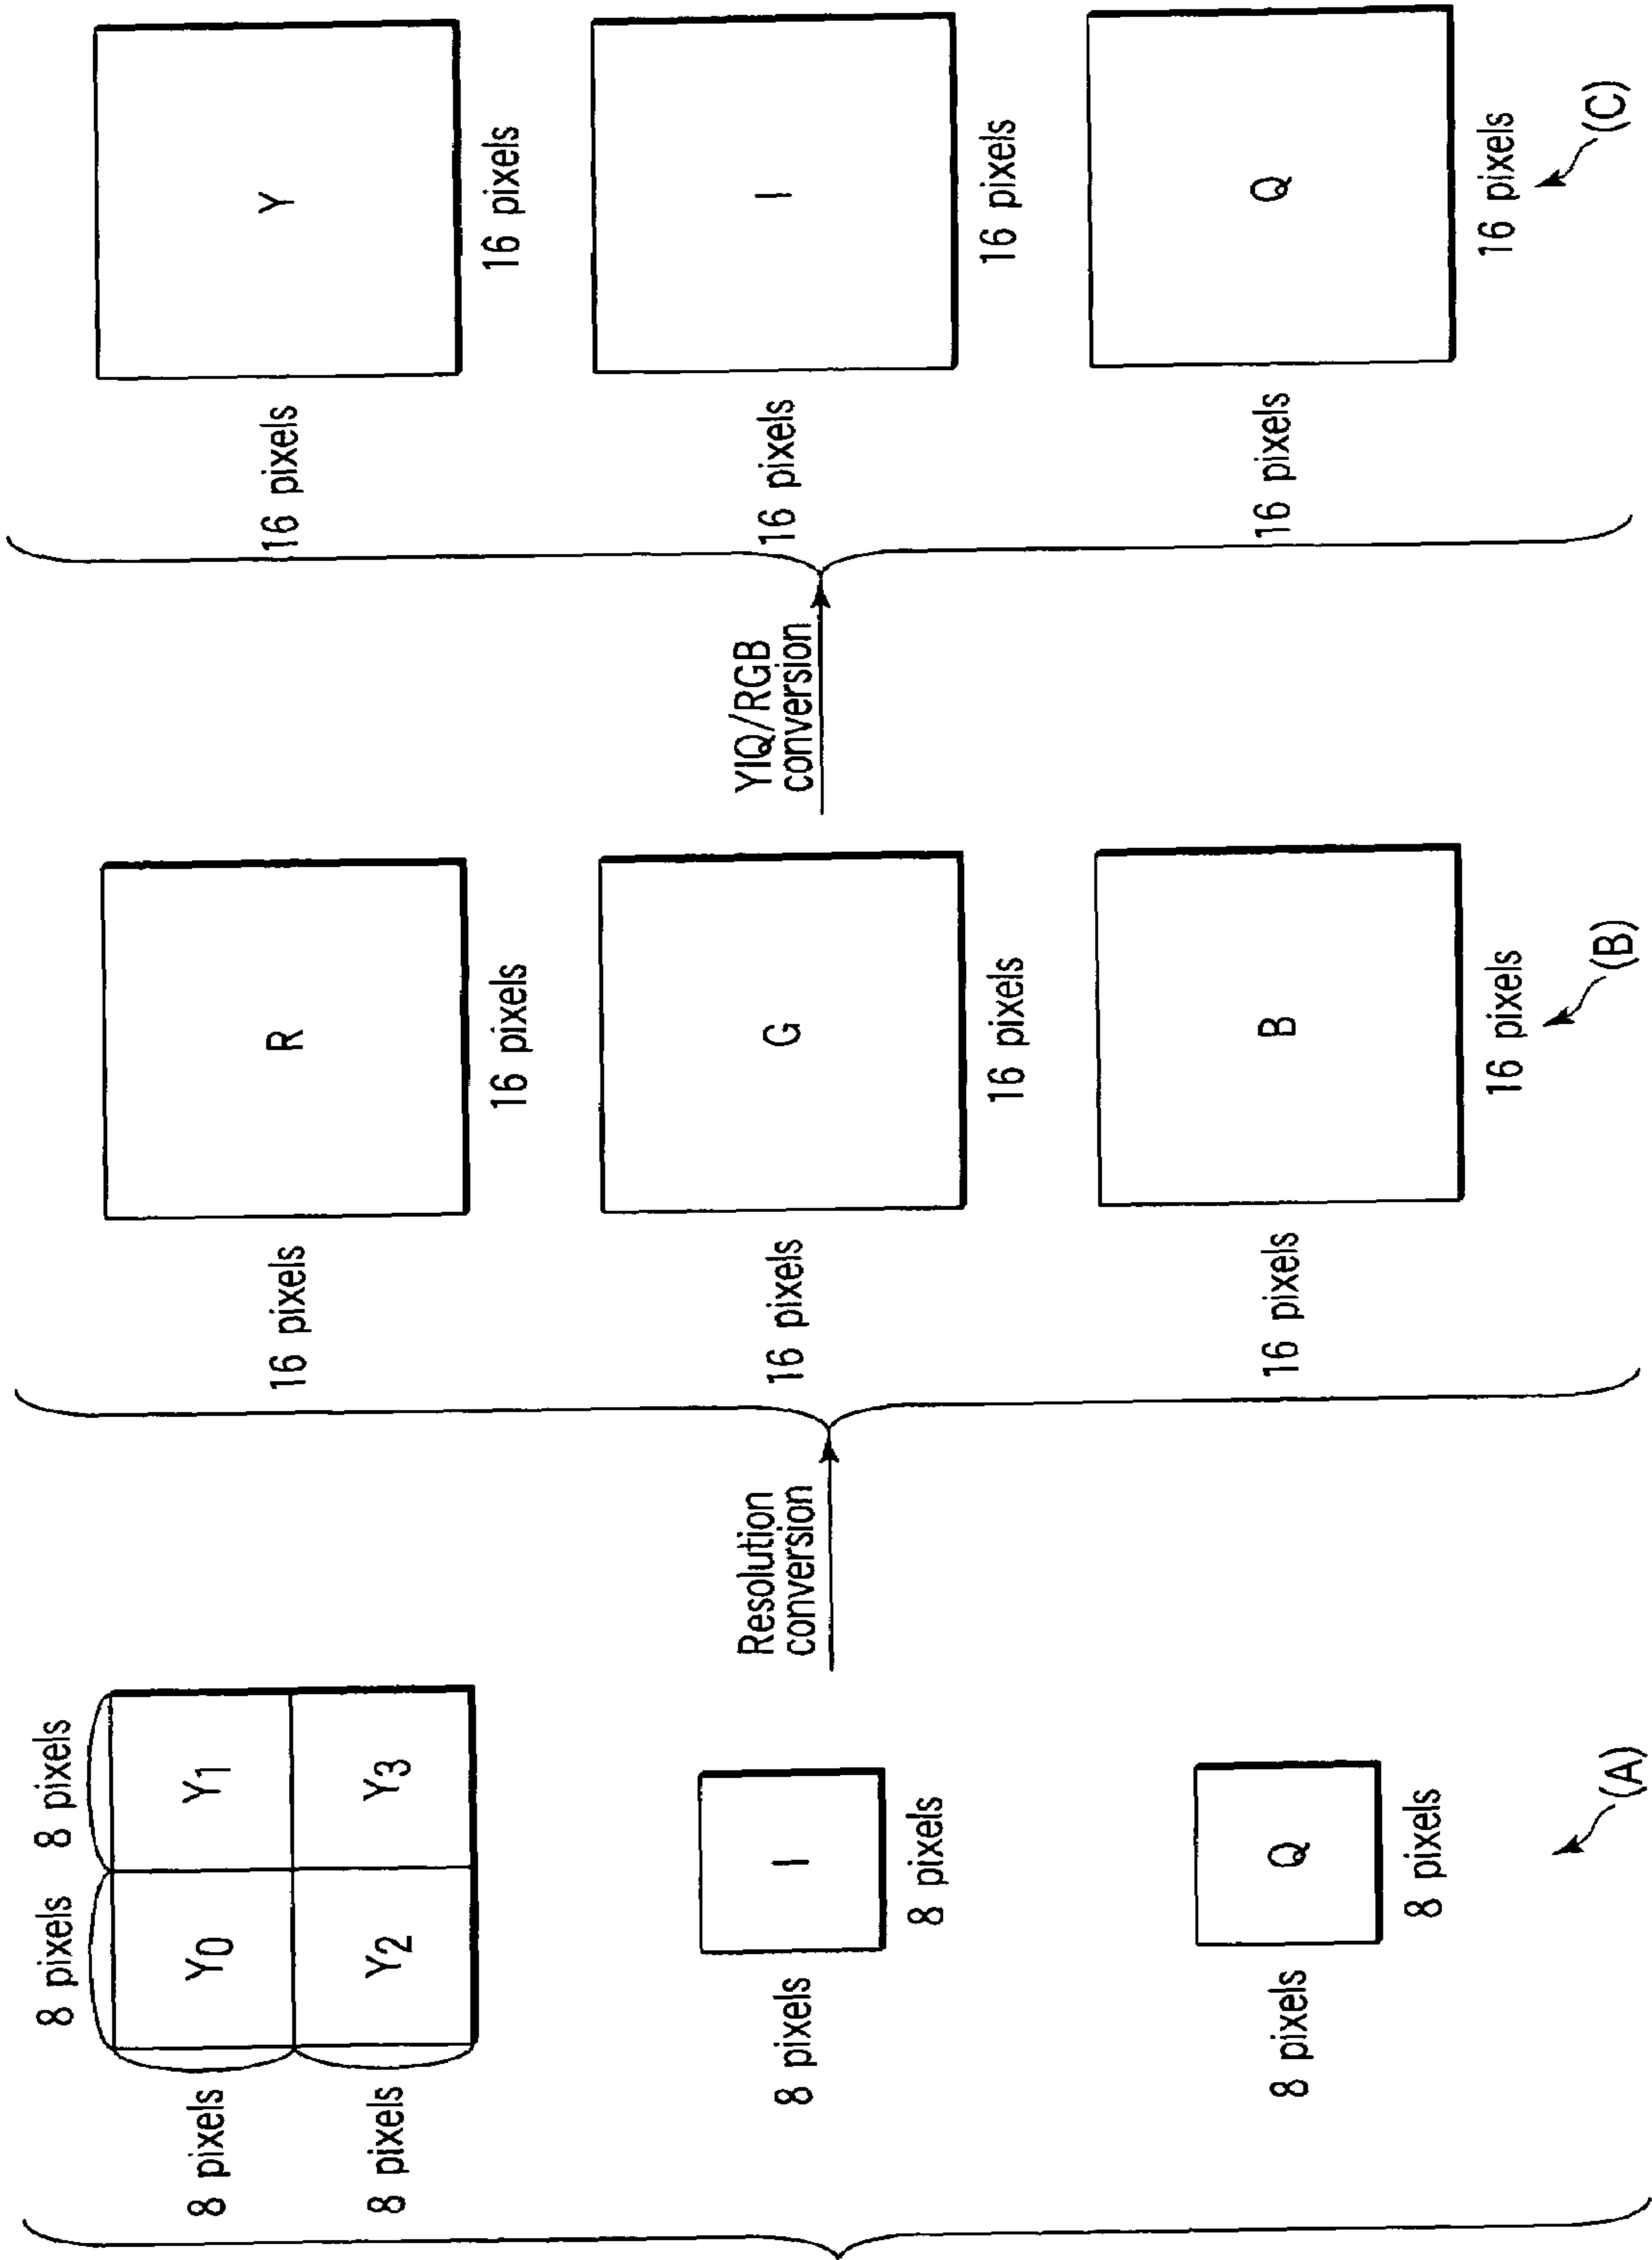 8 pixels 8 pixels
8 pixels
8 pixels
Y0 Y1
Y2 Y3
8 pixels
I
8 pixels
8 pixels
Q
8 pixels
(A)
Resolution
conversion
16 pixels
R
16 pixels
16 pixels
G
16 pixels
16 pixels
B
16 pixels
(B)
YIQ/RGB
conversion
16 pixels
Y
16 pixels
16 pixels
I
16 pixels
16 pixels
Q
16 pixels
(C)